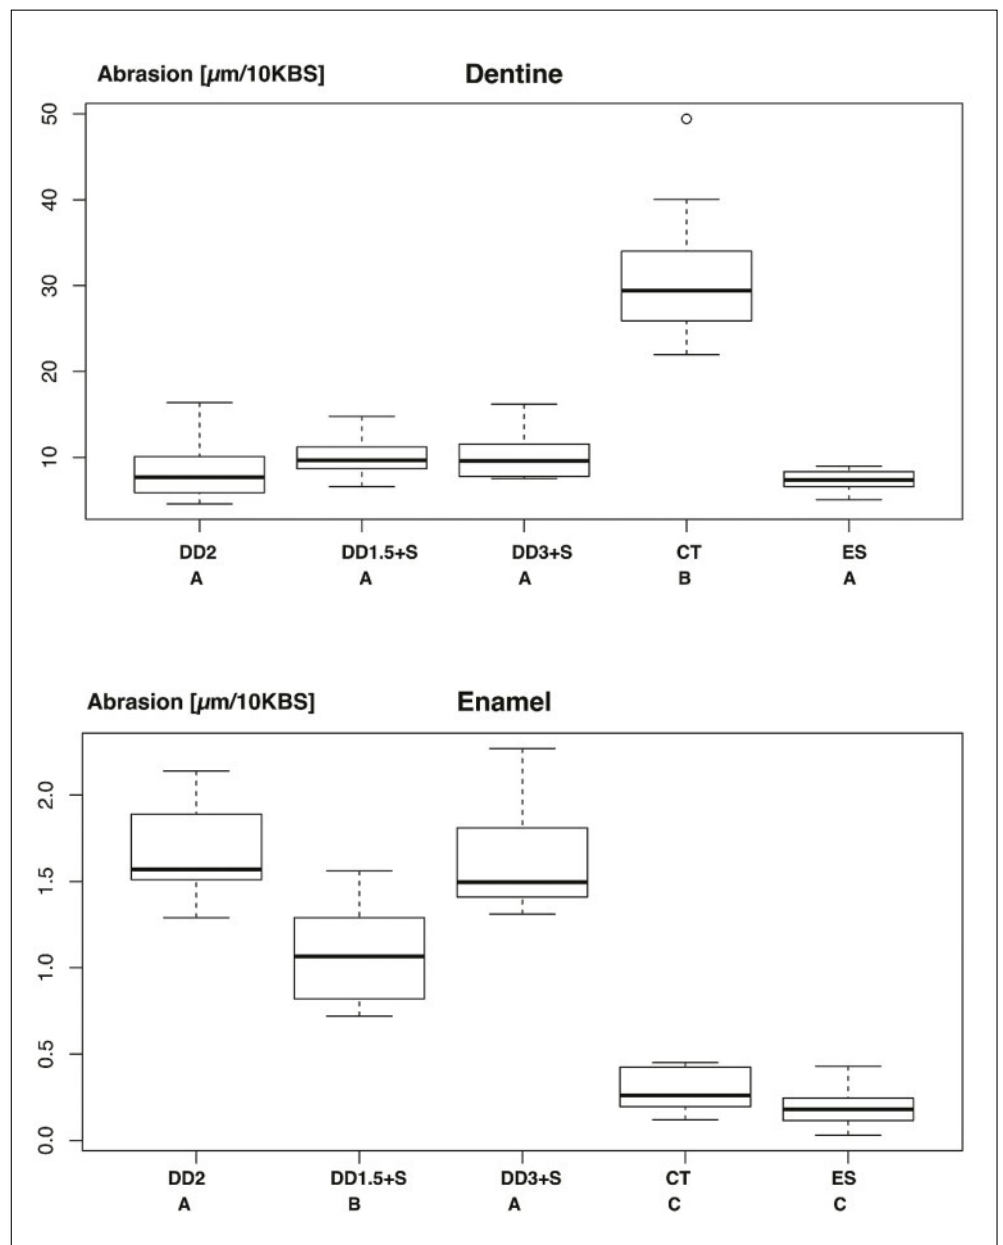 Abrasion [µm/10KBS] Dentine
50
40
30
20
10
DD2 DD1.5+S DD3+S CT ES
A A A B A
Abrasion [µm/10KBS] Enamel
2.0
1.5
1.0
0.5
0.0
DD2 DD1.5+S DD3+S CT ES
A B A C C